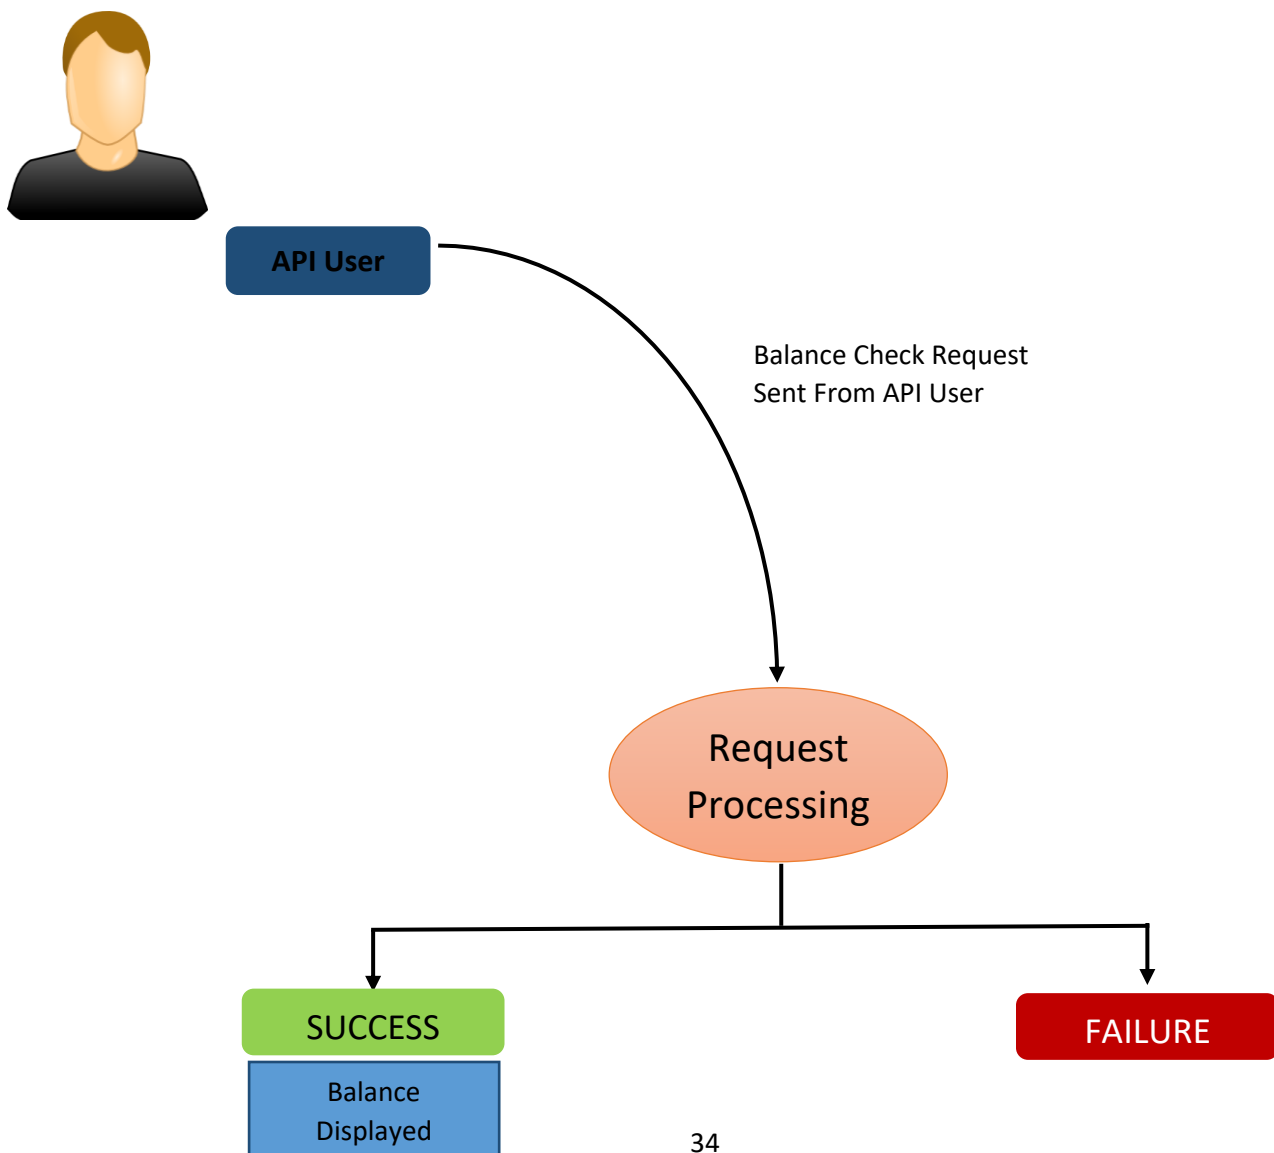 API User
Balance Check Request
Sent From API User
Request
Processing
SUCCESS
FAILURE
Balance
Displayed
34